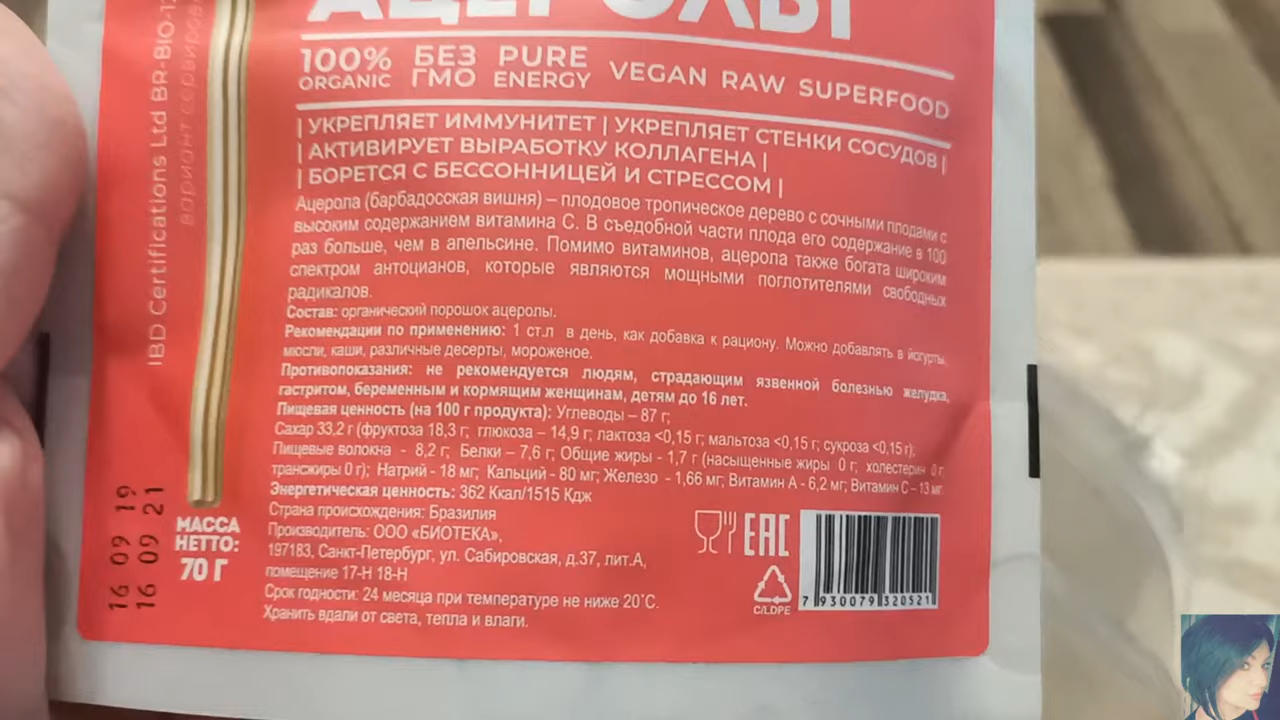 АЦЕРОЛЫ
100% ORGANIC БЕЗ ГМО PURE ENERGY VEGAN RAW SUPERFOOD
| УКРЕПЛЯЕТ ИММУНИТЕТ | УКРЕПЛЯЕТ СТЕНКИ СОСУДОВ |
| АКТИВИРУЕТ ВЫРАБОТКУ КОЛЛАГЕНА |
| БОРЕТСЯ С БЕССОННИЦЕЙ И СТРЕССОМ |
Ацерола (барбадосская вишня) – плодовое тропическое дерево с сочными плодами с
высоким содержанием витамина С. В съедобной части плода его содержание в 100
раз больше, чем в апельсине. Помимо витаминов, ацерола также богата широким
спектром антоцианов, которые являются мощными поглотителями свободных
радикалов.
Состав: органический порошок ацеролы.
Рекомендации по применению: 1 ст.л в день, как добавка к рациону. Можно добавлять в йогурты,
мюсли, каши, различные десерты, мороженое.
Противопоказания: не рекомендуется людям, страдающим язвенной болезнью желудка,
гастритом, беременным и кормящим женщинам, детям до 16 лет.
Пищевая ценность (на 100 г продукта): Углеводы – 87 г;
Сахар 33,2 г (фруктоза 18,3 г; глюкоза – 14,9 г; лактоза <0,15 г; мальтоза <0,15 г; сукроза <0,15 г);
Пищевые волокна - 8,2 г; Белки – 7,6 г; Общие жиры - 1,7 г (насыщенные жиры 0 г; холестерин 0 г;
трансжиры 0 г); Натрий - 18 мг; Кальций - 80 мг; Железо - 1,66 мг; Витамин А - 6,2 мг; Витамин С – 13 мг.
Энергетическая ценность: 362 Ккал/1515 Кдж
Страна происхождения: Бразилия
Производитель: ООО «БИОТЕКА»,
197183, Санкт-Петербург, ул. Сабировская, д.37, лит.А,
помещение 17-Н 18-Н
Срок годности: 24 месяца при температуре не ниже 20˚С.
Хранить вдали от света, тепла и влаги.
IBD Certifications Ltd BR-BIO-12
16 09 19
16 09 21
МАССА
НЕТТО:
70 Г
EAC
C/LDPE
7 930079 320521